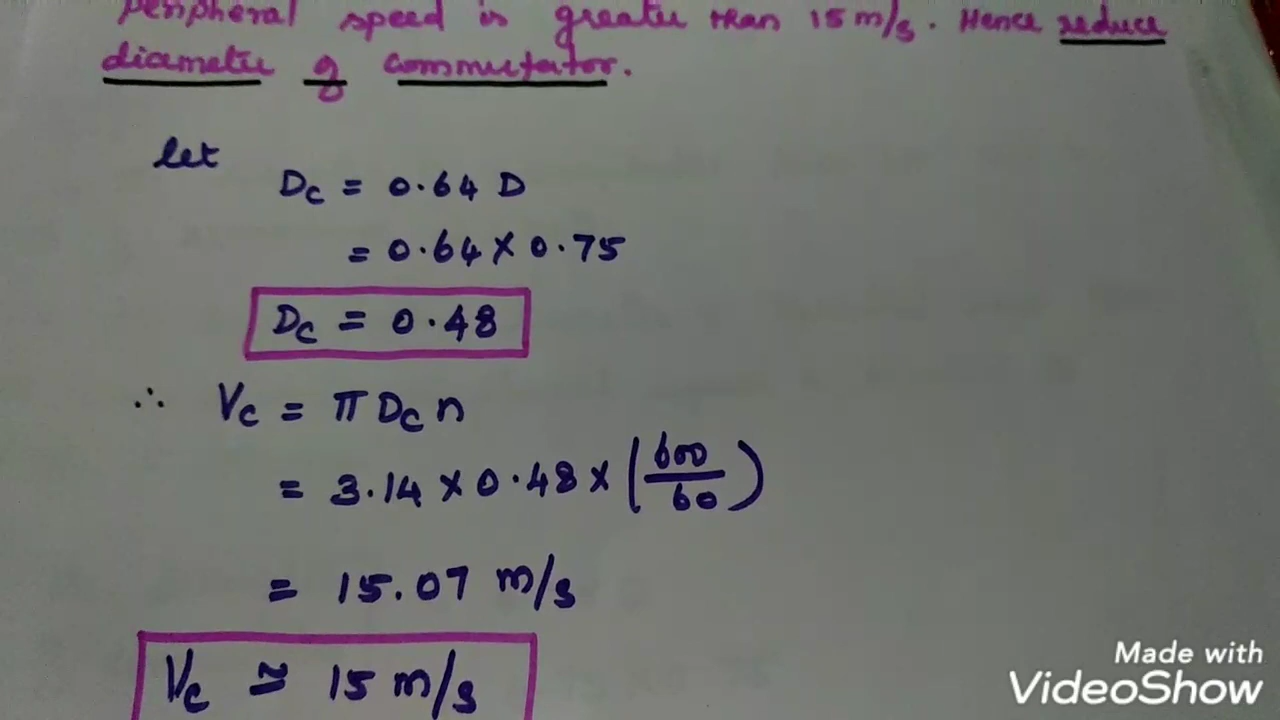 peripheral speed is greater than 15 m/s. Hence reduce
diameter of commutator.
let
Dc = 0.64 D
= 0.64 × 0.75
Dc = 0.48
∴ Vc = π Dc n
= 3.14 × 0.48 × (600/60)
= 15.07 m/s
Vc ≃ 15 m/s
Made with
VideoShow